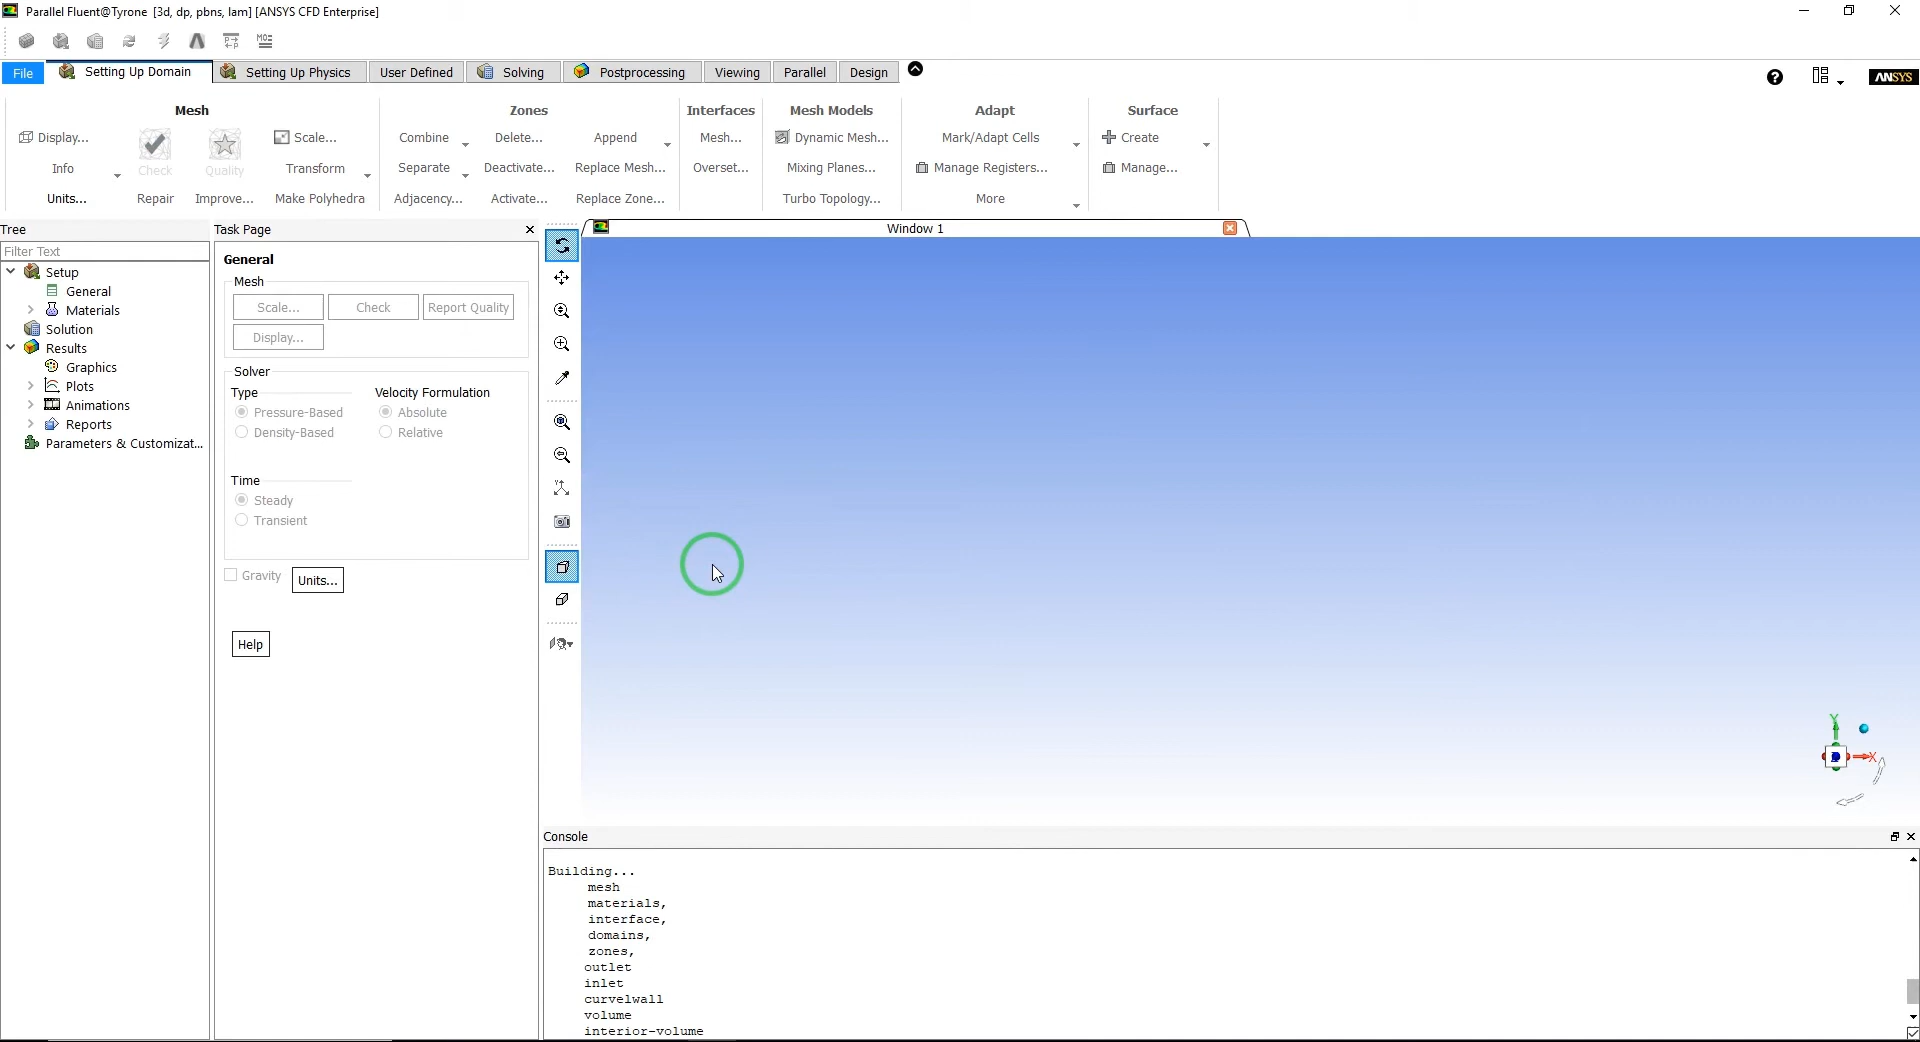 Parallel Fluent@Tyrone [3d, dp, pbns, lam] [ANSYS CFD Enterprise]
File Setting Up Domain Setting Up Physics User Defined Solving Postprocessing Viewing Parallel Design
ANSYS
Mesh Zones Interfaces Mesh Models Adapt Surface
Display... Scale... Combine Delete... Append Mesh... Dynamic Mesh... Mark/Adapt Cells Create
Info Check Quality Transform Separate Deactivate... Replace Mesh... Overset... Mixing Planes... Manage Registers... Manage...
Units... Repair Improve... Make Polyhedra Adjacency... Activate... Replace Zone... Turbo Topology... More
Tree
Filter Text
Setup
General
Materials
Solution
Results
Graphics
Plots
Animations
Reports
Parameters & Customizat...
Task Page
General
Mesh
Scale... Check Report Quality
Display...
Solver
Type Velocity Formulation
Pressure-Based Absolute
Density-Based Relative
Time
Steady
Transient
Gravity Units...
Help
Window 1
Y
X
Console
Building...
mesh
materials,
interface,
domains,
zones,
outlet
inlet
curvelwall
volume
interior-volume